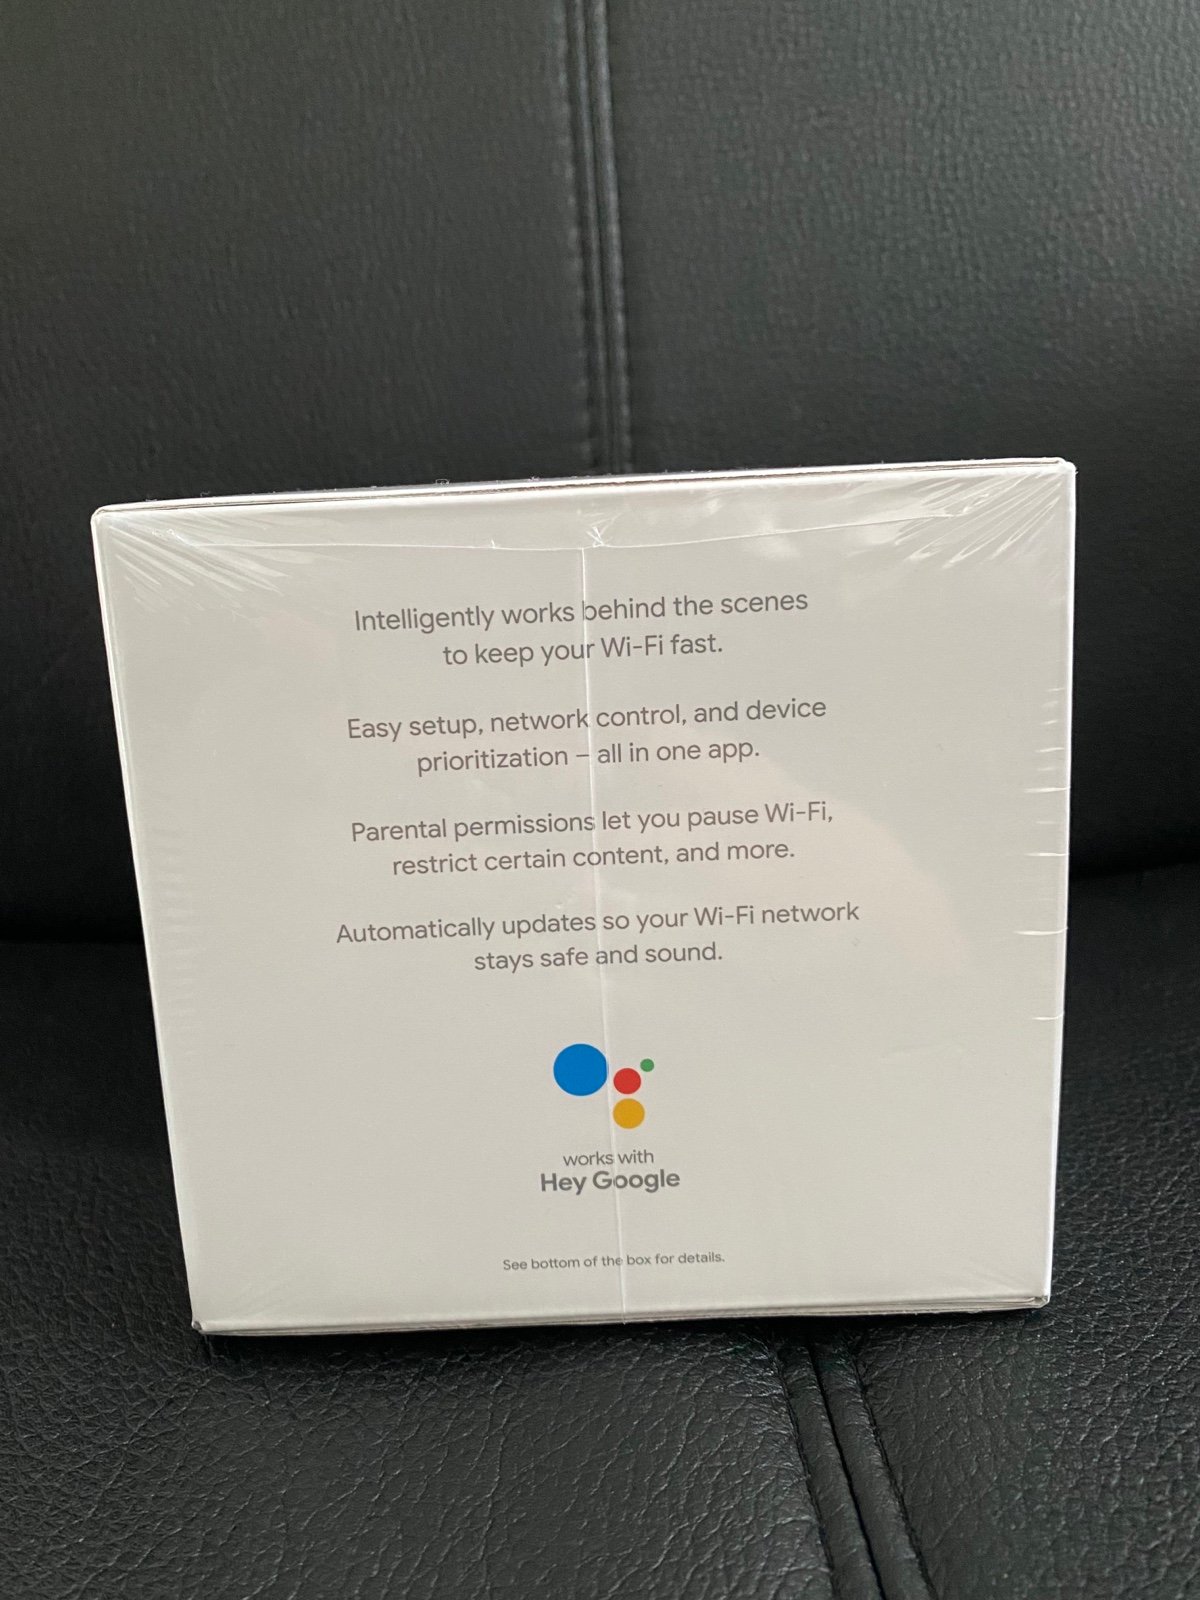 Intelligently works behind the scenes
to keep your Wi-Fi fast.
Easy setup, network control, and device
prioritization – all in one app.
Parental permissions let you pause Wi-Fi,
restrict certain content, and more.
Automatically updates so your Wi-Fi network
stays safe and sound.
works with
Hey Google
See bottom of the box for details.